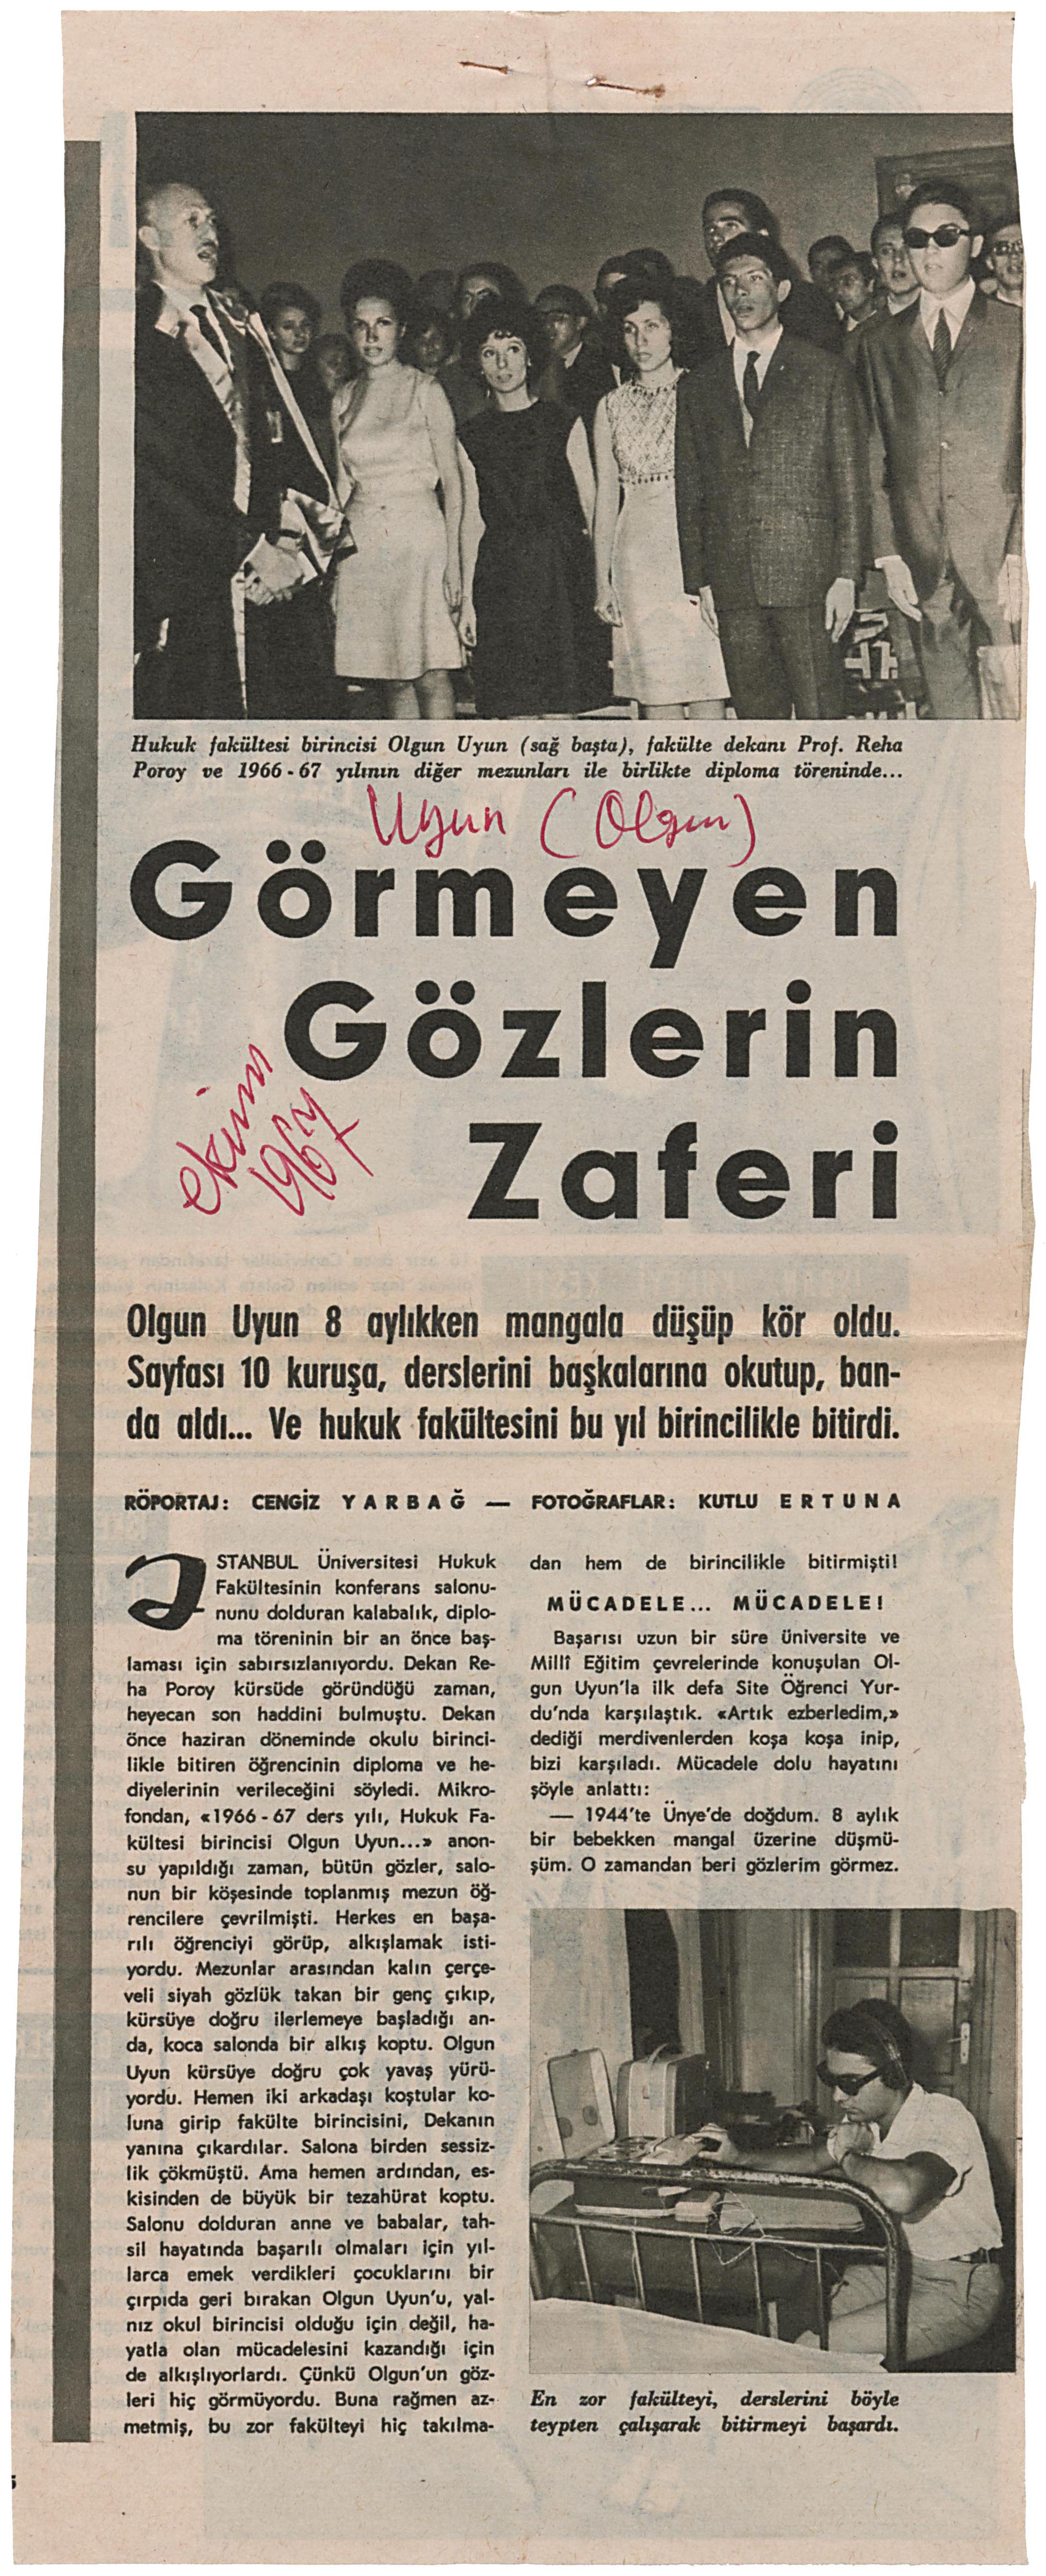 Hukuk fakültesi birincisi Olgun Uyun (sağ başta), fakülte dekanı Prof. Reha
Poroy ve 1966-67 yılının diğer mezunları ile birlikte diploma töreninde...
Uyun (Olgun)
Görmeyen
Gözlerin
Zaferi
ekim
1967
Olgun Uyun 8 aylıkken mangala düşüp kör oldu.
Sayfası 10 kuruşa, derslerini başkalarına okutup, ban-
da aldı... Ve hukuk fakültesini bu yıl birincilikle bitirdi.
RÖPORTAJ: CENGİZ YARBAĞ — FOTOĞRAFLAR: KUTLU ERTUNA
İSTANBUL Üniversitesi Hukuk
Fakültesinin konferans salonu-
nunu dolduran kalabalık, diplo-
ma töreninin bir an önce baş-
laması için sabırsızlanıyordu. Dekan Re-
ha Poroy kürsüde göründüğü zaman,
heyecan son haddini bulmuştu. Dekan
önce haziran döneminde okulu birinci-
likle bitiren öğrencinin diploma ve he-
diyelerinin verileceğini söyledi. Mikro-
fondan, «1966-67 ders yılı, Hukuk Fa-
kültesi birincisi Olgun Uyun...» anon-
su yapıldığı zaman, bütün gözler, salo-
nun bir köşesinde toplanmış mezun öğ-
rencilere çevrilmişti. Herkes en başa-
rılı öğrenciyi görüp, alkışlamak isti-
yordu. Mezunlar arasından kalın çerçe-
veli siyah gözlük takan bir genç çıkıp,
kürsüye doğru ilerlemeye başladığı an-
da, koca salonda bir alkış koptu. Olgun
Uyun kürsüye doğru çok yavaş yürü-
yordu. Hemen iki arkadaşı koştular ko-
luna girip fakülte birincisini, Dekanın
yanına çıkardılar. Salona birden sessiz-
lik çökmüştü. Ama hemen ardından, es-
kisinden de büyük bir tezahürat koptu.
Salonu dolduran anne ve babalar, tah-
sil hayatında başarılı olmaları için yıl-
larca emek verdikleri çocuklarını bir
çırpıda geri bırakan Olgun Uyun'u, yal-
nız okul birincisi olduğu için değil, ha-
yatla olan mücadelesini kazandığı için
de alkışlıyorlardı. Çünkü Olgun'un göz-
leri hiç görmüyordu. Buna rağmen az-
metmiş, bu zor fakülteyi hiç takılma-
dan hem de birincilikle bitirmişti!
MÜCADELE... MÜCADELE!
Başarısı uzun bir süre üniversite ve
Millî Eğitim çevrelerinde konuşulan Ol-
gun Uyun'la ilk defa Site Öğrenci Yur-
du'nda karşılaştık. «Artık ezberledim,»
dediği merdivenlerden koşa koşa inip,
bizi karşıladı. Mücadele dolu hayatını
şöyle anlattı:
— 1944'te Ünye'de doğdum. 8 aylık
bir bebekken mangal üzerine düşmü-
şüm. O zamandan beri gözlerim görmez.
En zor fakülteyi, derslerini böyle
teypten çalışarak bitirmeyi başardı.